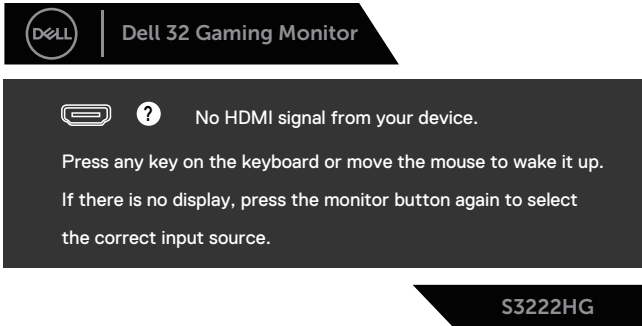 DELL
Dell 32 Gaming Monitor
? No HDMI signal from your device.
Press any key on the keyboard or move the mouse to wake it up.
If there is no display, press the monitor button again to select
the correct input source.
S3222HG